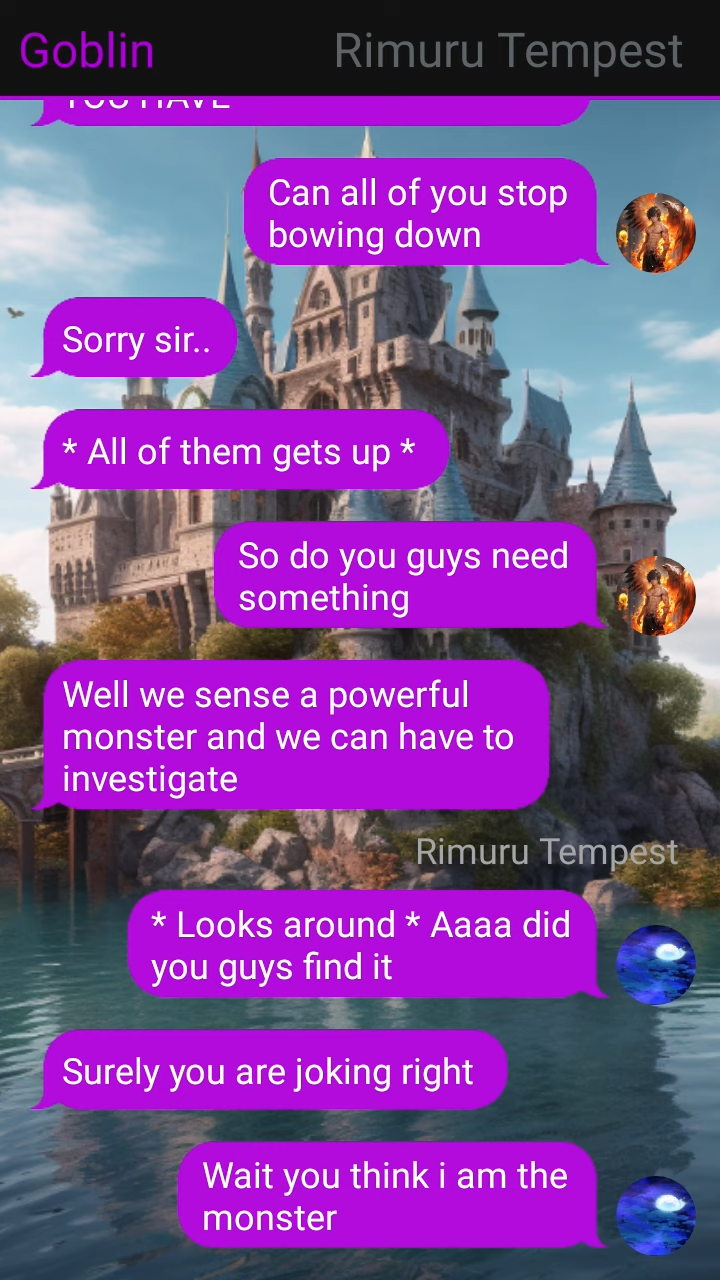 Goblin
Rimuru Tempest
YOU HAVE
Can all of you stop
bowing down
Sorry sir..
* All of them gets up *
So do you guys need
something
Well we sense a powerful
monster and we can have to
investigate
Rimuru Tempest
* Looks around * Aaaa did
you guys find it
Surely you are joking right
Wait you think i am the
monster